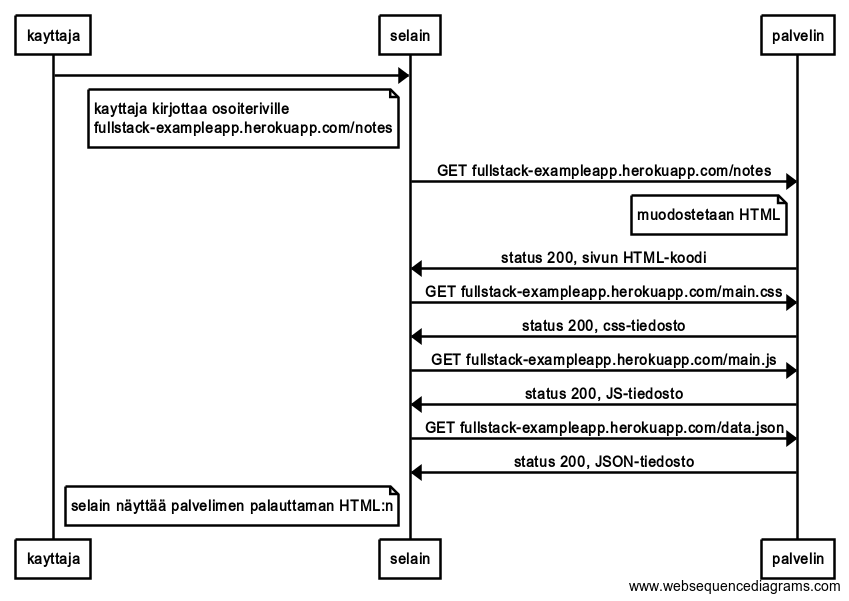 kayttaja
selain
palvelin
kayttaja kirjottaa osoiteriville
fullstack-exampleapp.herokuapp.com/notes
GET fullstack-exampleapp.herokuapp.com/notes
muodostetaan HTML
status 200, sivun HTML-koodi
GET fullstack-exampleapp.herokuapp.com/main.css
status 200, css-tiedosto
GET fullstack-exampleapp.herokuapp.com/main.js
status 200, JS-tiedosto
GET fullstack-exampleapp.herokuapp.com/data.json
status 200, JSON-tiedosto
selain näyttää palvelimen palauttaman HTML:n
kayttaja
selain
palvelin
www.websequencediagrams.com